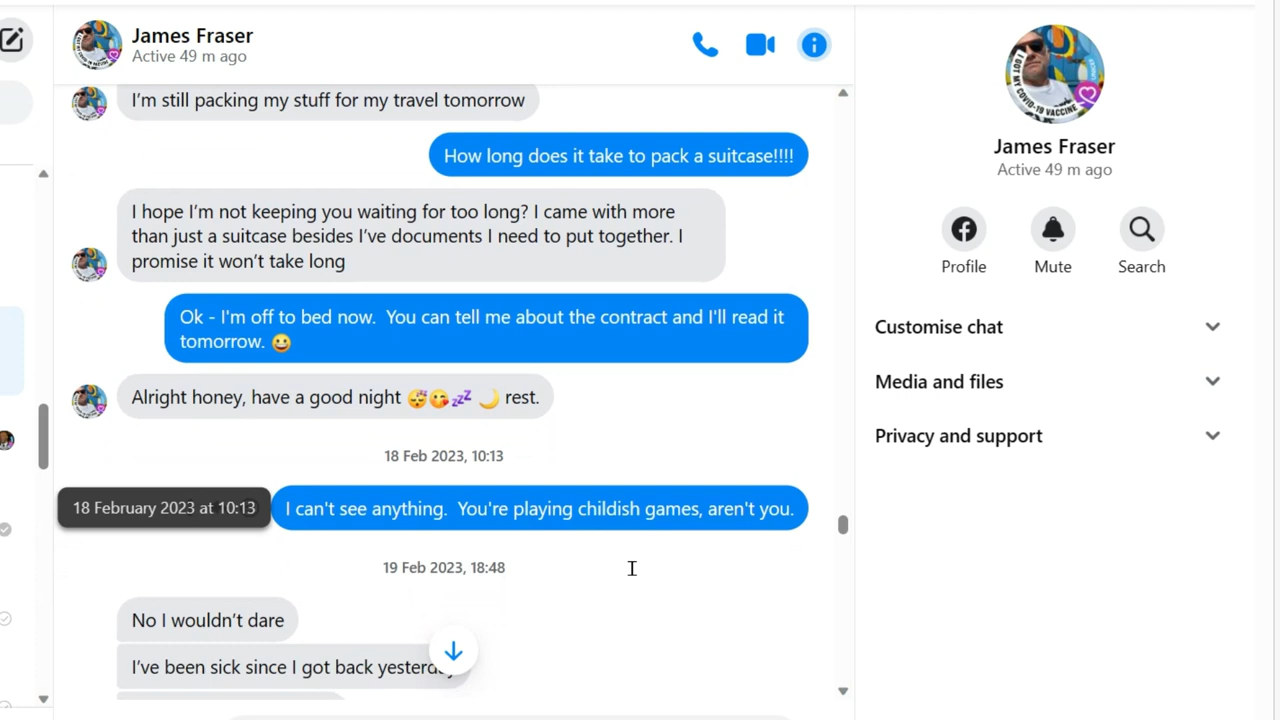 James Fraser
Active 49 m ago
I'm still packing my stuff for my travel tomorrow
How long does it take to pack a suitcase!!!!
I hope I'm not keeping you waiting for too long? I came with more
than just a suitcase besides I've documents I need to put together. I
promise it won't take long
Ok - I'm off to bed now.  You can tell me about the contract and I'll read it
tomorrow. 😀
Alright honey, have a good night 😴😋💤 🌙 rest.
18 Feb 2023, 10:13
18 February 2023 at 10:13
I can't see anything.  You're playing childish games, aren't you.
19 Feb 2023, 18:48
No I wouldn't dare
I've been sick since I got back yesterday
I GOT MY COVID-19 VACCINE
James Fraser
Active 49 m ago
Profile
Mute
Search
Customise chat
Media and files
Privacy and support